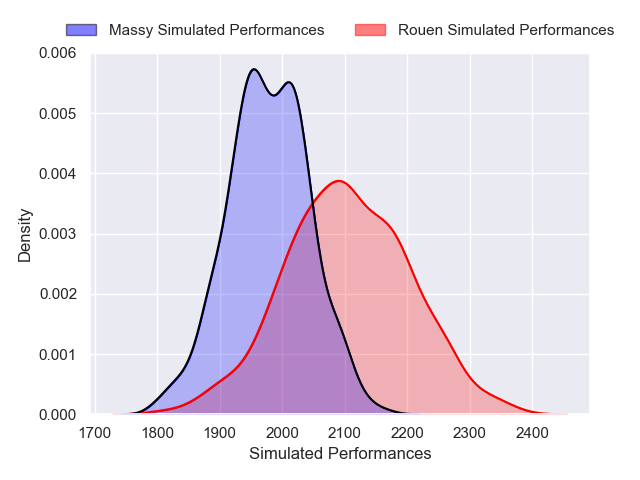 Massy Simulated Performances Rouen Simulated Performances
0.006
0.005
0.004
0.003
0.002
0.001
0.000
Density
1700 1800 1900 2000 2100 2200 2300 2400
Simulated Performances